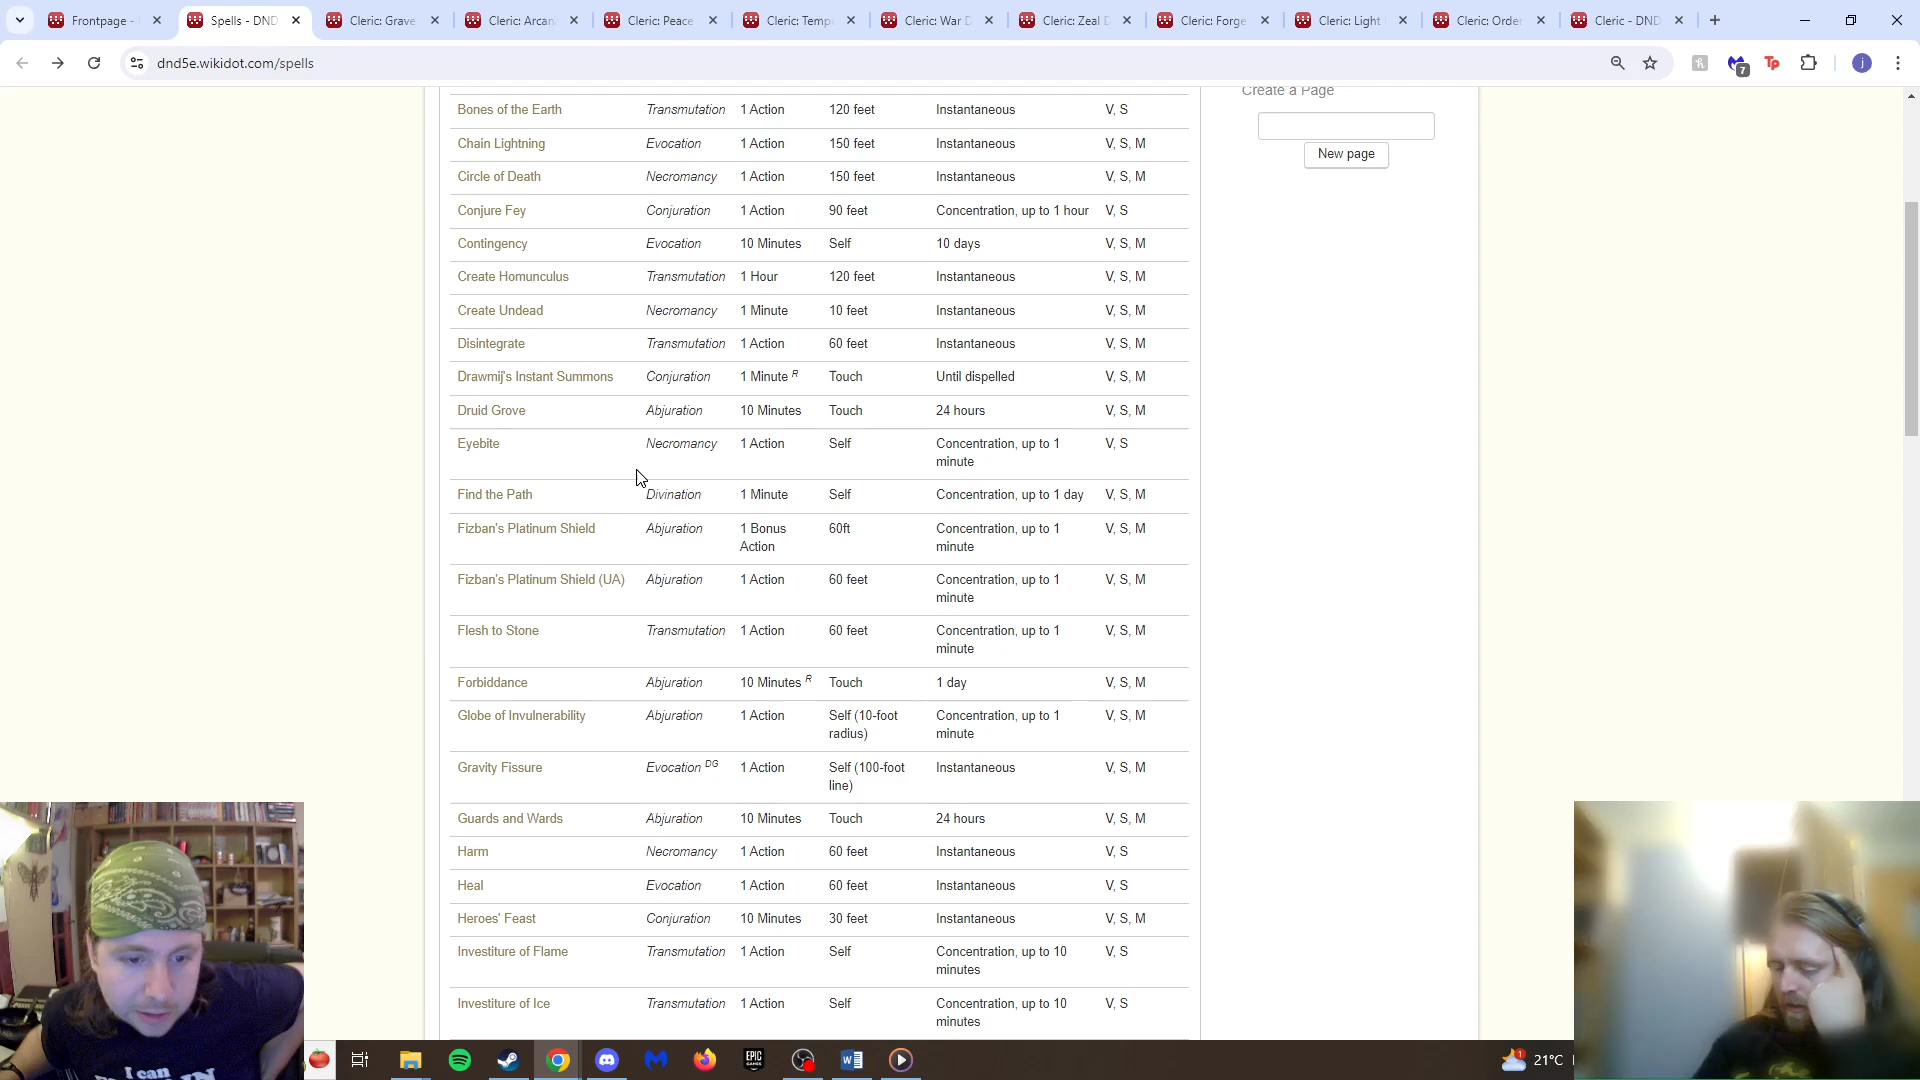 Frontpage -
Spells - DND
Cleric: Grave
Cleric: Arcan
Cleric: Peace
Cleric: Temp
Cleric: War D
Cleric: Zeal D
Cleric: Forge
Cleric: Light
Cleric: Order
Cleric - DND
dnd5e.wikidot.com/spells
7
Tp
j
Create a Page
New page
Bones of the Earth Transmutation 1 Action 120 feet Instantaneous V, S
Chain Lightning Evocation 1 Action 150 feet Instantaneous V, S, M
Circle of Death Necromancy 1 Action 150 feet Instantaneous V, S, M
Conjure Fey Conjuration 1 Action 90 feet Concentration, up to 1 hour V, S
Contingency Evocation 10 Minutes Self 10 days V, S, M
Create Homunculus Transmutation 1 Hour 120 feet Instantaneous V, S, M
Create Undead Necromancy 1 Minute 10 feet Instantaneous V, S, M
Disintegrate Transmutation 1 Action 60 feet Instantaneous V, S, M
Drawmij's Instant Summons Conjuration 1 Minute R Touch Until dispelled V, S, M
Druid Grove Abjuration 10 Minutes Touch 24 hours V, S, M
Eyebite Necromancy 1 Action Self Concentration, up to 1 V, S
minute
Find the Path Divination 1 Minute Self Concentration, up to 1 day V, S, M
Fizban's Platinum Shield Abjuration 1 Bonus 60ft Concentration, up to 1 V, S, M
Action minute
Fizban's Platinum Shield (UA) Abjuration 1 Action 60 feet Concentration, up to 1 V, S, M
minute
Flesh to Stone Transmutation 1 Action 60 feet Concentration, up to 1 V, S, M
minute
Forbiddance Abjuration 10 Minutes R Touch 1 day V, S, M
Globe of Invulnerability Abjuration 1 Action Self (10-foot Concentration, up to 1 V, S, M
radius) minute
Gravity Fissure Evocation DG 1 Action Self (100-foot Instantaneous V, S, M
line)
Guards and Wards Abjuration 10 Minutes Touch 24 hours V, S, M
Harm Necromancy 1 Action 60 feet Instantaneous V, S
Heal Evocation 1 Action 60 feet Instantaneous V, S
Heroes' Feast Conjuration 10 Minutes 30 feet Instantaneous V, S, M
Investiture of Flame Transmutation 1 Action Self Concentration, up to 10 V, S
minutes
Investiture of Ice Transmutation 1 Action Self Concentration, up to 10 V, S
minutes
I can
EPIC
GAMES
1
21°C